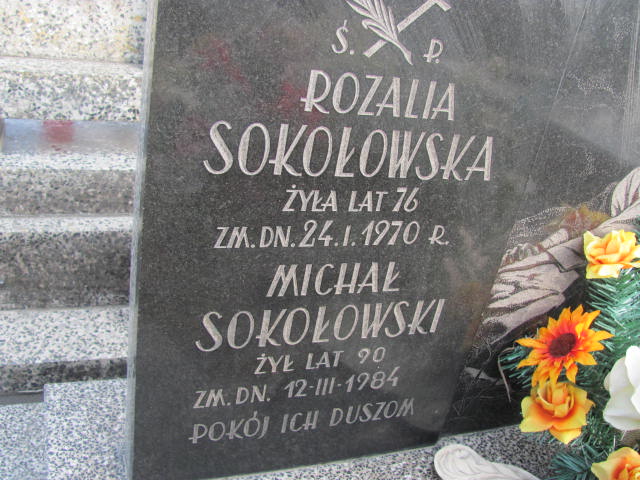 Ś. P.
ROZALIA
SOKOŁOWSKA
ŻYŁA LAT 76
ZM. DN. 24. I. 1970 R.
MICHAŁ
SOKOŁOWSKI
ŻYŁ LAT 90
ZM. DN. 12-III-1984
POKÓJ ICH DUSZOM